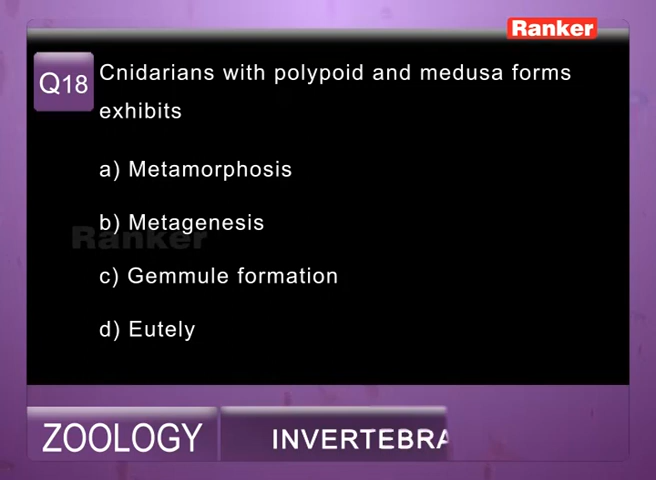 Ranker
Q18
Cnidarians with polypoid and medusa forms
exhibits
a) Metamorphosis
b) Metagenesis
Ranker
c) Gemmule formation
d) Eutely
ZOOLOGY
INVERTEBRA